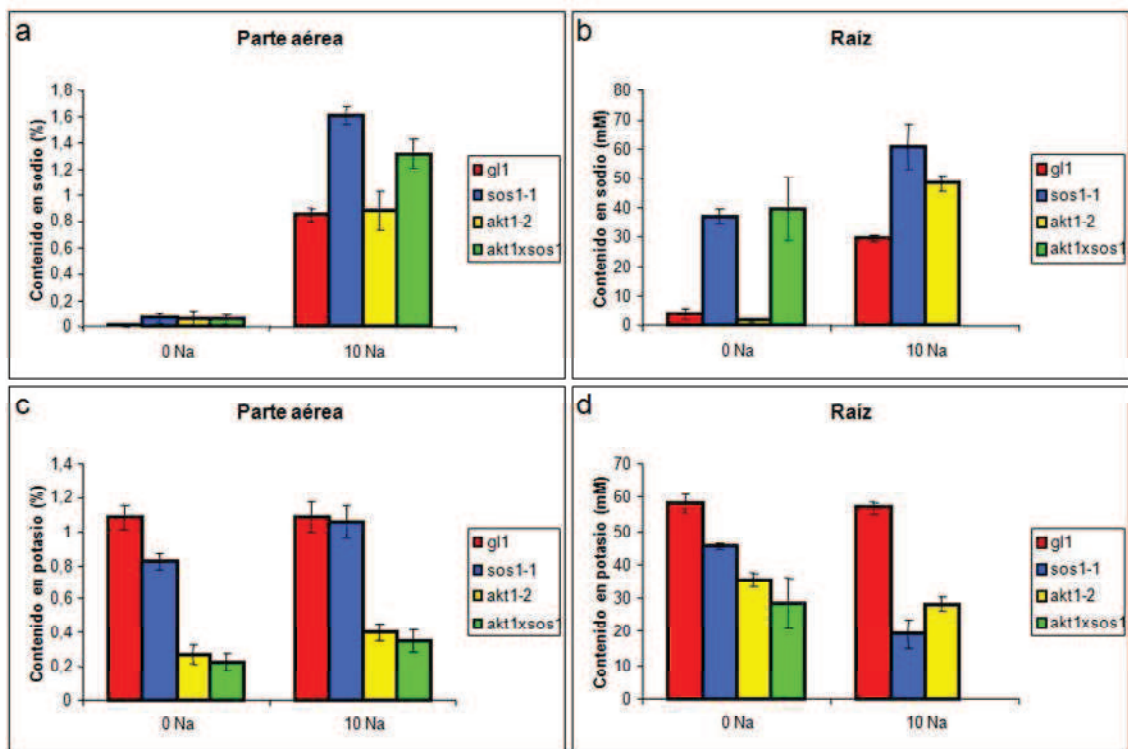 a
Parte aérea
Contenido en sodio (%)
1,8
1,6
1,4
1,2
1
0,8
0,6
0,4
0,2
0
0 Na
10 Na
gl1
sos1-1
akt1-2
akt1xsos1
b
Raíz
Contenido en sodio (mM)
80
70
60
50
40
30
20
10
0
0 Na
10 Na
gl1
sos1-1
akt1-2
akt1xsos1
c
Parte aérea
Contenido en potasio (%)
1,4
1,2
1
0,8
0,6
0,4
0,2
0
0 Na
10 Na
gl1
sos1-1
akt1-2
akt1xsos1
d
Raíz
Contenido en potasio (mM)
70
60
50
40
30
20
10
0
0 Na
10 Na
gl1
sos1-1
akt1-2
akt1xsos1